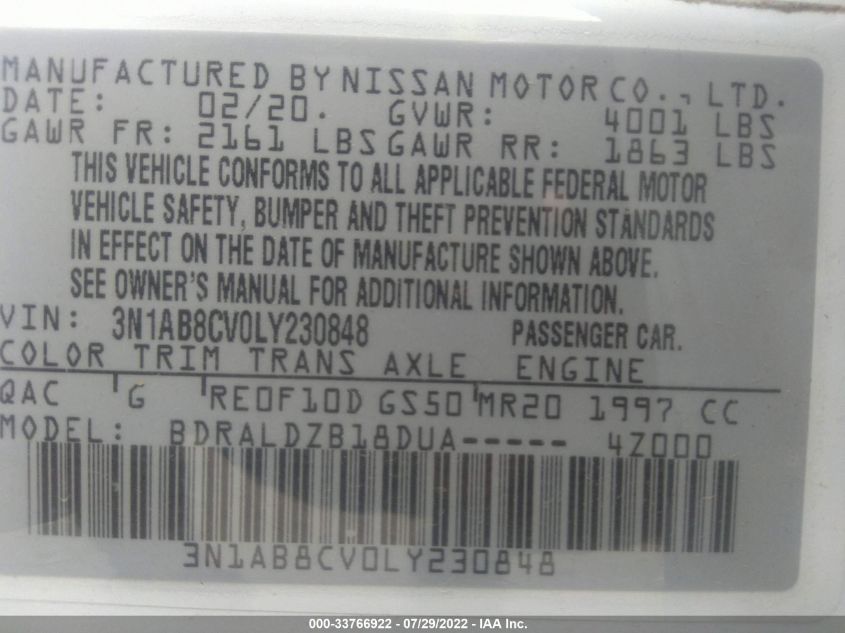 MANUFACTURED BY NISSAN MOTOR CO., LTD.
DATE: 02/20. GVWR: 4001 LBS
GAWR FR: 2161 LBS GAWR RR: 1863 LBS
THIS VEHICLE CONFORMS TO ALL APPLICABLE FEDERAL MOTOR
VEHICLE SAFETY, BUMPER AND THEFT PREVENTION STANDARDS
IN EFFECT ON THE DATE OF MANUFACTURE SHOWN ABOVE.
SEE OWNER'S MANUAL FOR ADDITIONAL INFORMATION.
VIN: 3N1AB8CV0LY230848 PASSENGER CAR.
COLOR TRIM TRANS AXLE ENGINE
QAC G RE0F10D GS50 MR20 1997 CC
MODEL: BDRALDZB18DUA----- 4Z000
3N1AB8CV0LY230848
000-33766922 - 07/29/2022 - IAA Inc.